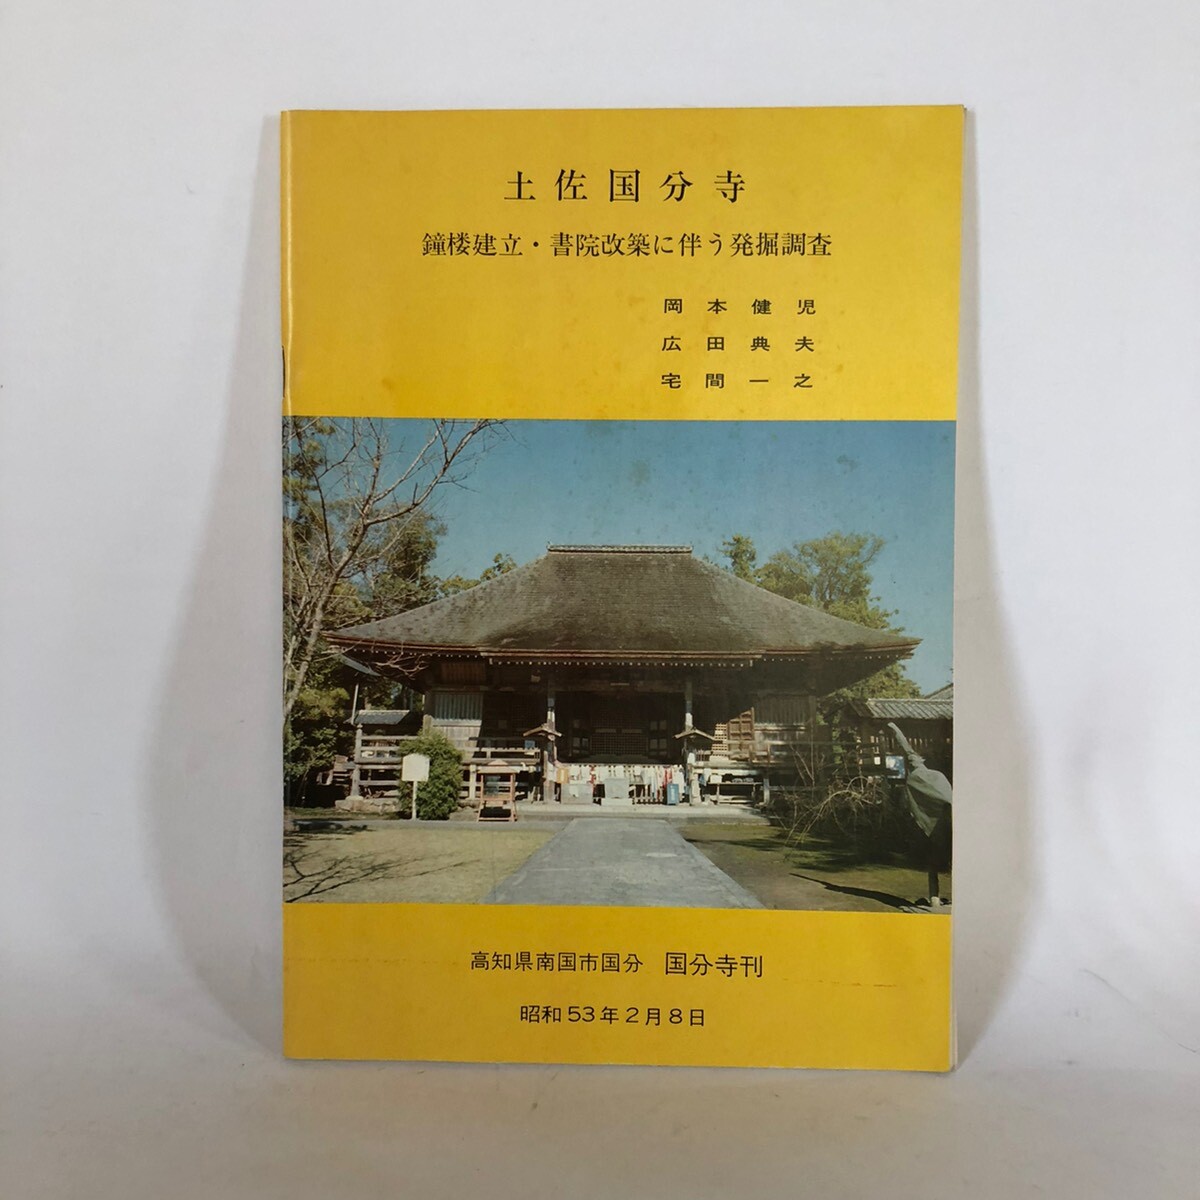 土佐国分寺
鐘楼建立・書院改築に伴う発掘調査
岡本健児
広田典夫
宅間一之
高知県南国市国分 国分寺刊
昭和53年2月8日